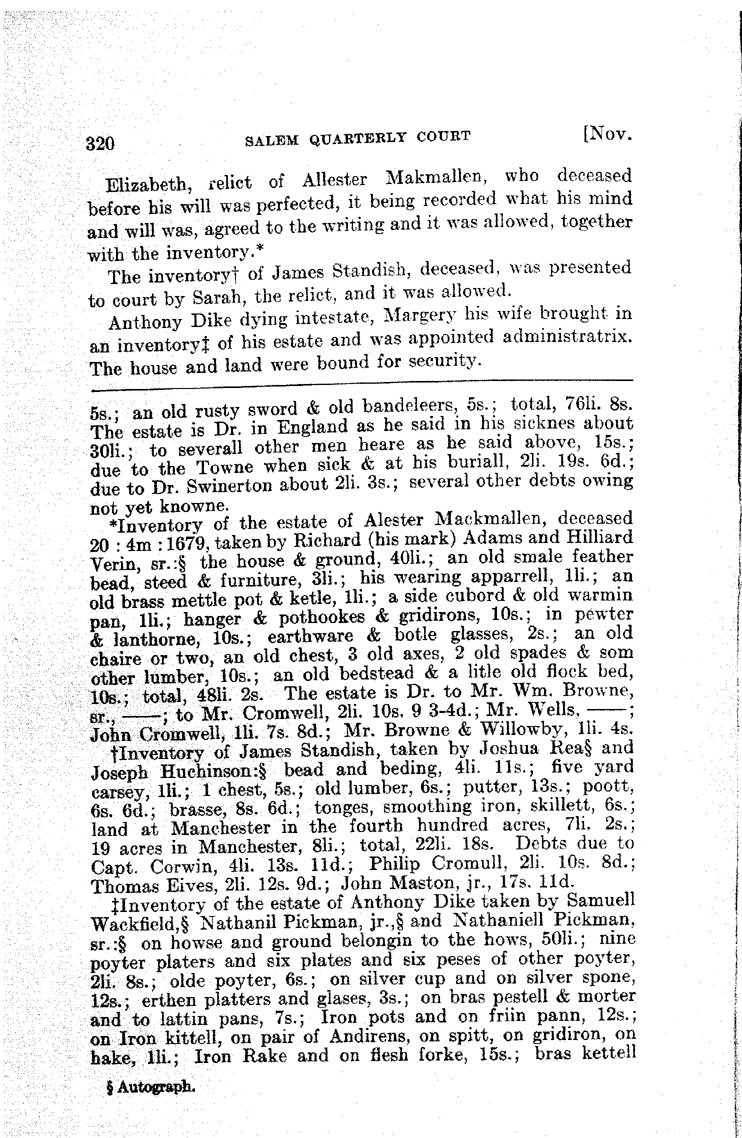 320 SALEM QUARTERLY COURT [Nov.
Elizabeth, relict of Allester Makmallen, who deceased
before his will was perfected, it being recorded what his mind
and will was, agreed to the writing and it was allowed, together
with the inventory.*
The inventory† of James Standish, deceased, was presented
to court by Sarah, the relict, and it was allowed.
Anthony Dike dying intestate, Margery his wife brought in
an inventory‡ of his estate and was appointed administratrix.
The house and land were bound for security.
5s.; an old rusty sword & old bandeleers, 5s.; total, 76li. 8s.
The estate is Dr. in England as he said in his sicknes about
30li.; to severall other men heare as he said above, 15s.;
due to the Towne when sick & at his buriall, 2li. 19s. 6d.;
due to Dr. Swinerton about 2li. 3s.; several other debts owing
not yet knowne.
*Inventory of the estate of Alester Mackmallen, deceased
20 : 4m : 1679, taken by Richard (his mark) Adams and Hilliard
Verin, sr.:§ the house & ground, 40li.; an old smale feather
bead, steed & furniture, 3li.; his wearing apparrell, 1li.; an
old brass mettle pot & ketle, 1li.; a side cubord & old warmin
pan, 1li.; hanger & pothookes & gridirons, 10s.; in pewter
& lanthorne, 10s.; earthware & botle glasses, 2s.; an old
chaire or two, an old chest, 3 old axes, 2 old spades & som
other lumber, 10s.; an old bedstead & a litle old flock bed,
10s.; total, 48li. 2s. The estate is Dr. to Mr. Wm. Browne,
sr., ——; to Mr. Cromwell, 2li. 10s. 9 3-4d.; Mr. Wells, ——;
John Cromwell, 1li. 7s. 8d.; Mr. Browne & Willowby, 1li. 4s.
†Inventory of James Standish, taken by Joshua Rea§ and
Joseph Huchinson:§ bead and beding, 4li. 11s.; five yard
carsey, 1li.; 1 chest, 5s.; old lumber, 6s.; putter, 13s.; poott,
6s. 6d.; brasse, 8s. 6d.; tonges, smoothing iron, skillett, 6s.;
land at Manchester in the fourth hundred acres, 7li. 2s.;
19 acres in Manchester, 8li.; total, 22li. 18s. Debts due to
Capt. Corwin, 4li. 13s. 11d.; Philip Cromull, 2li. 10s. 8d.;
Thomas Eives, 2li. 12s. 9d.; John Maston, jr., 17s. 11d.
‡Inventory of the estate of Anthony Dike taken by Samuell
Wackfield,§ Nathanil Pickman, jr.,§ and Nathaniell Pickman,
sr.:§ on howse and ground belongin to the hows, 50li.; nine
poyter platers and six plates and six peses of other poyter,
2li. 8s.; olde poyter, 6s.; on silver cup and on silver spone,
12s.; erthen platters and glases, 3s.; on bras pestell & morter
and to lattin pans, 7s.; Iron pots and on friin pann, 12s.;
on Iron kittell, on pair of Andirens, on spitt, on gridiron, on
hake, 1li.; Iron Rake and on flesh forke, 15s.; bras kettell
§ Autograph.